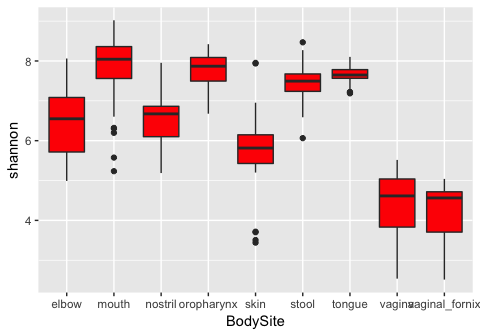 shannon
8
6
4
elbow mouth nostril oropharynx skin stool tongue vagina vaginal_fornix
BodySite